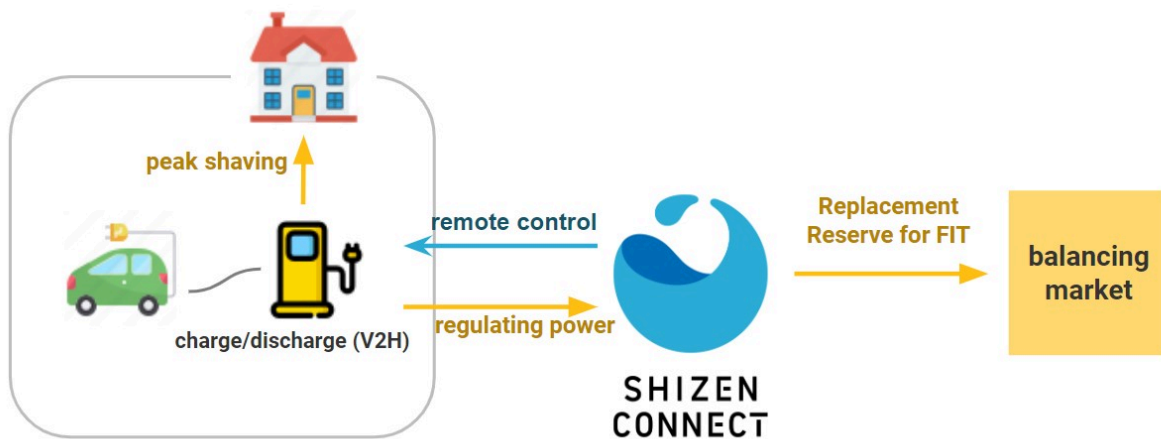 peak shaving
charge/discharge (V2H)
remote control
regulating power
SHIZEN
CONNECT
Replacement
Reserve for FIT
balancing
market